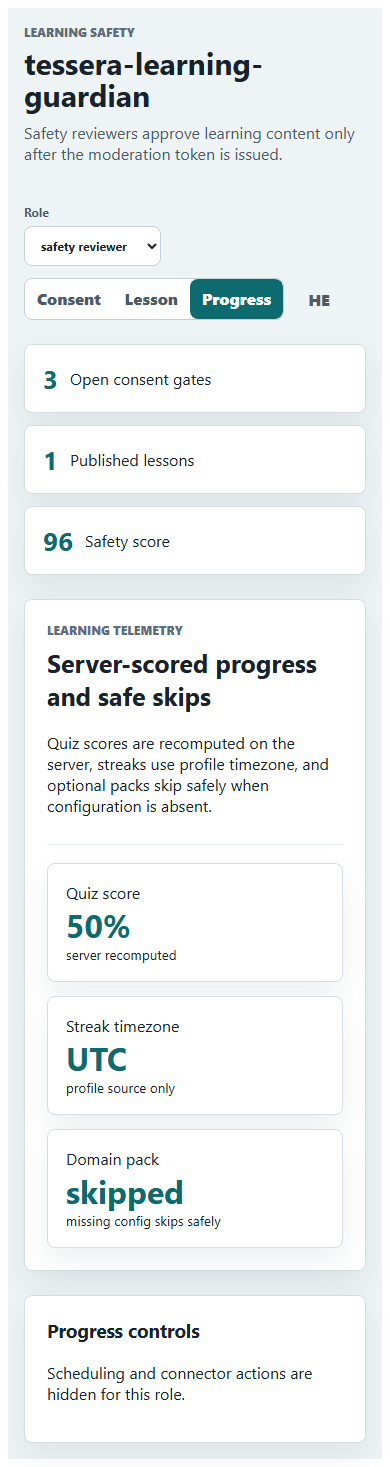 LEARNING SAFETY
tessera-learning-
guardian
Safety reviewers approve learning content only
after the moderation token is issued.
Role
safety reviewer
Consent Lesson Progress HE
3 Open consent gates
1 Published lessons
96 Safety score
LEARNING TELEMETRY
Server-scored progress
and safe skips
Quiz scores are recomputed on the
server, streaks use profile timezone, and
optional packs skip safely when
configuration is absent.
Quiz score
50%
server recomputed
Streak timezone
UTC
profile source only
Domain pack
skipped
missing config skips safely
Progress controls
Scheduling and connector actions are
hidden for this role.